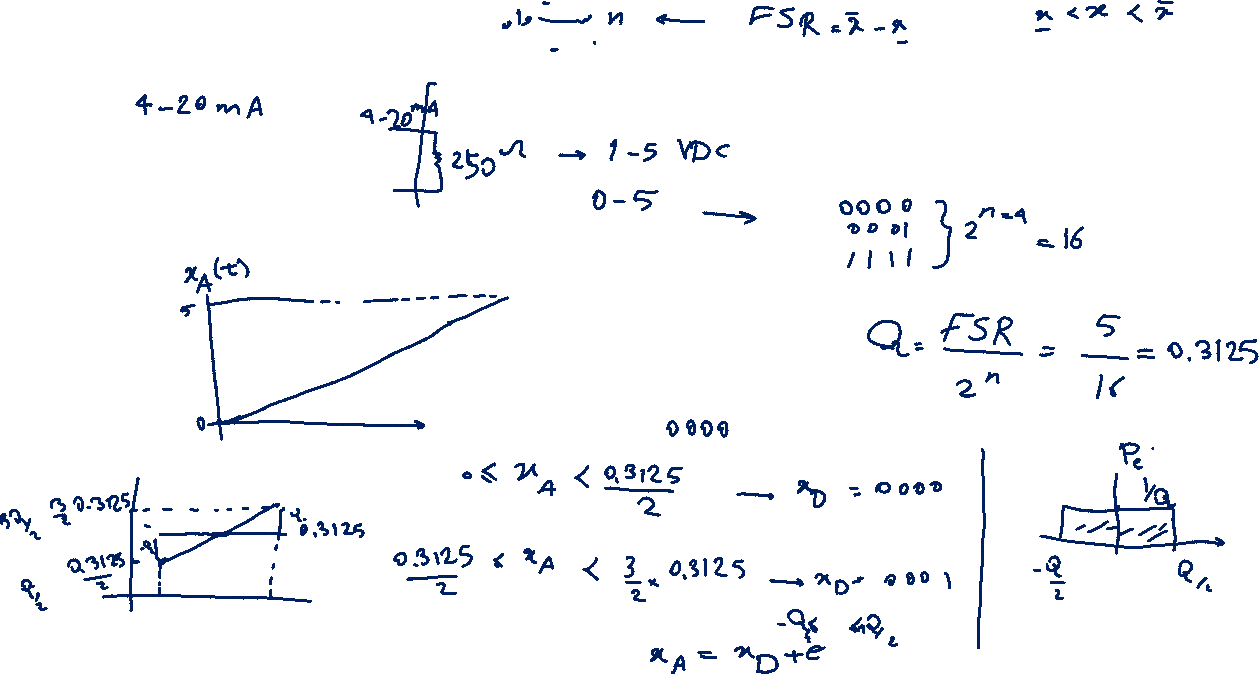 n ← FSR = x̄ - x̲ x̲ < x < x̄
4-20 mA
4-20 mA
250 Ω → 1-5 VDC
0-5 →
0000
0001
1111
} 2^{n=4} = 16
x_A(t)
5
0
Q = FSR / 2^n = 5 / 16 = 0.3125
0000
0 ≤ x_A < 0.3125 / 2 → x_D = 0000
0.3125 / 2 ≤ x_A < 3/2 × 0.3125 → x_D = 0001
-Q/2 ≤ e ≤ Q/2
x_A = x_D + e
3Q/2 3/2 0.3125
0.3125
Q/2 0.3125 / 2
P_e
1/Q
-Q/2
Q/2